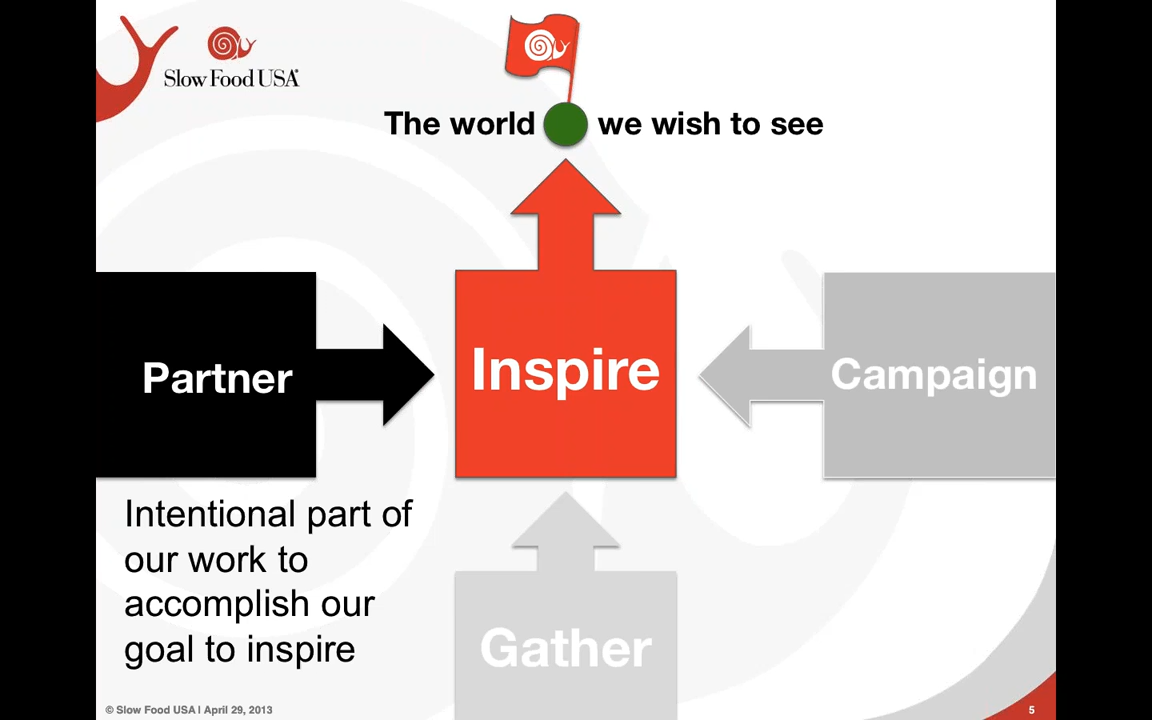 Slow Food USA®
The world we wish to see
Partner
Inspire
Campaign
Intentional part of
our work to
accomplish our
goal to inspire
Gather
© Slow Food USA | April 29, 2013
5